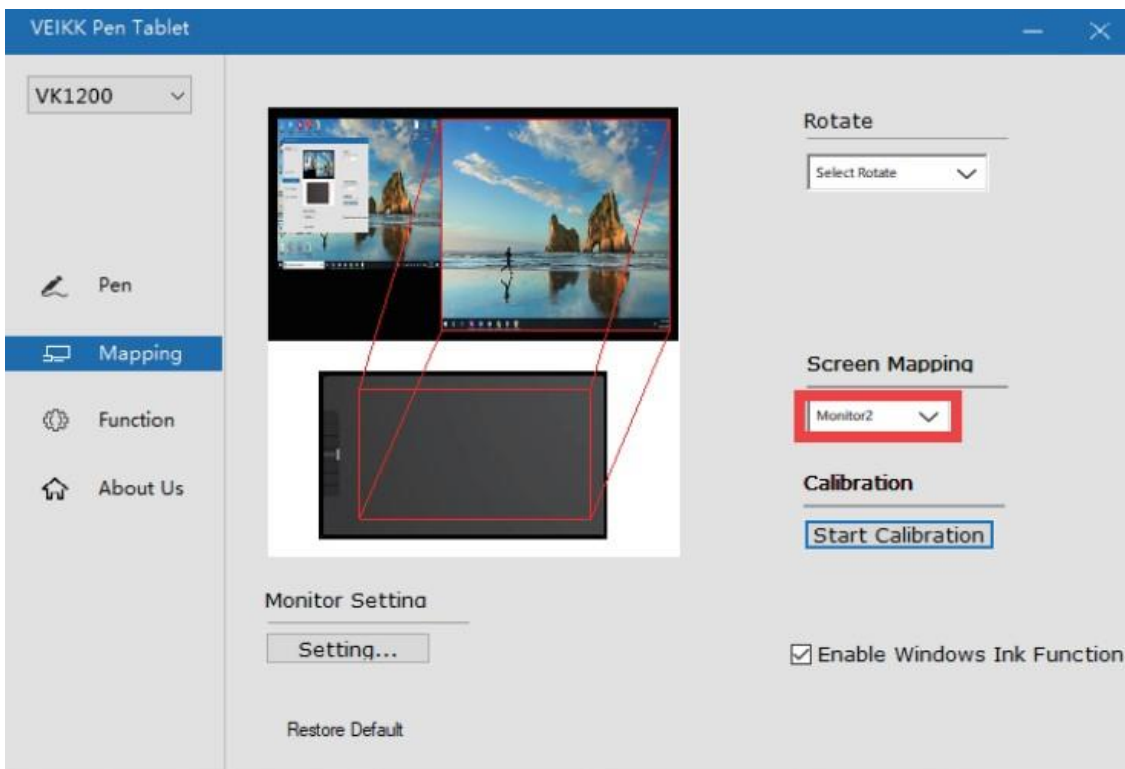 VEIKK Pen Tablet
VK1200
Pen
Mapping
Function
About Us
Rotate
Select Rotate
Screen Mapping
Monitor2
Calibration
Start Calibration
Monitor Setting
Setting...
Enable Windows Ink Function
Restore Default